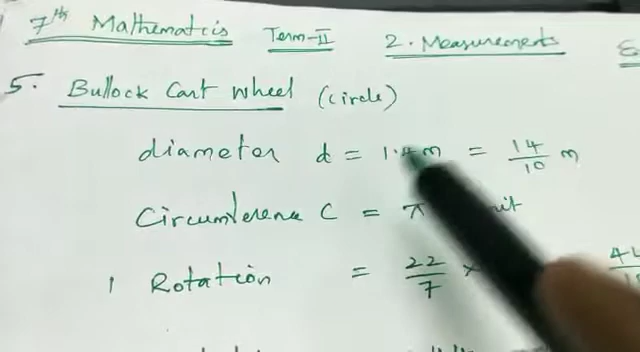 7th Mathematics Term-II 2. Measurements
5. Bullock Cart wheel (circle)
diameter d = 1.4m = 14/10 m
Circumference C = π
1 Rotation = 22/7 ×